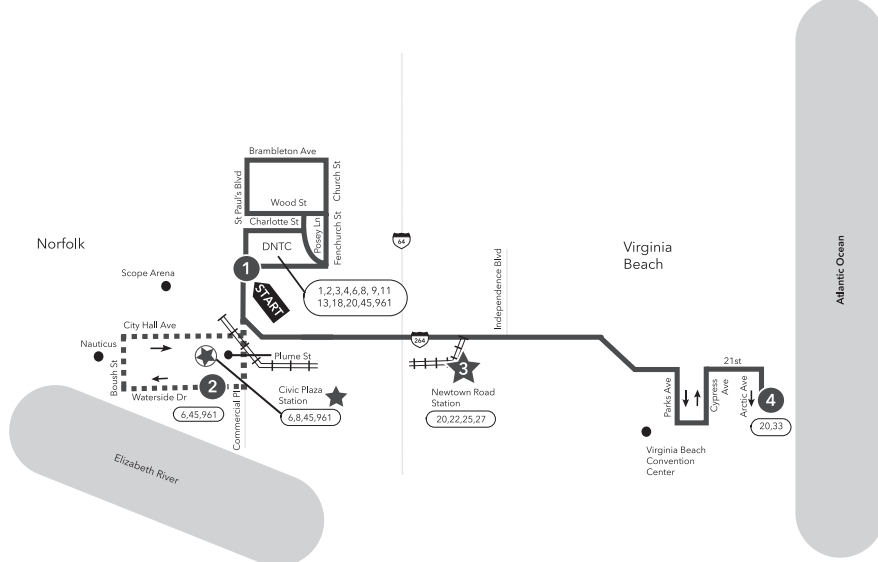 Brambleton Ave
St Paul's Blvd
Church St
Wood St
Charlotte St
Posey Ln
Fenchurch St
DNTC
Norfolk
64
Virginia
Beach
Independence Blvd
Atlantic Ocean
1
Scope Arena
START
1,2,3,4,6,8, 9,11
13,18,20,45,961
City Hall Ave
264
Nauticus
Plume St
21st
3
Boush St
2
Waterside Dr
6,45,961
Commercial Pl
Civic Plaza
Station
6,8,45,961
Newtown Road
Station
20,22,25,27
Parks Ave
Cypress
Ave
Arctic Ave
4
20,33
Virginia Beach
Convention
Center
Elizabeth River